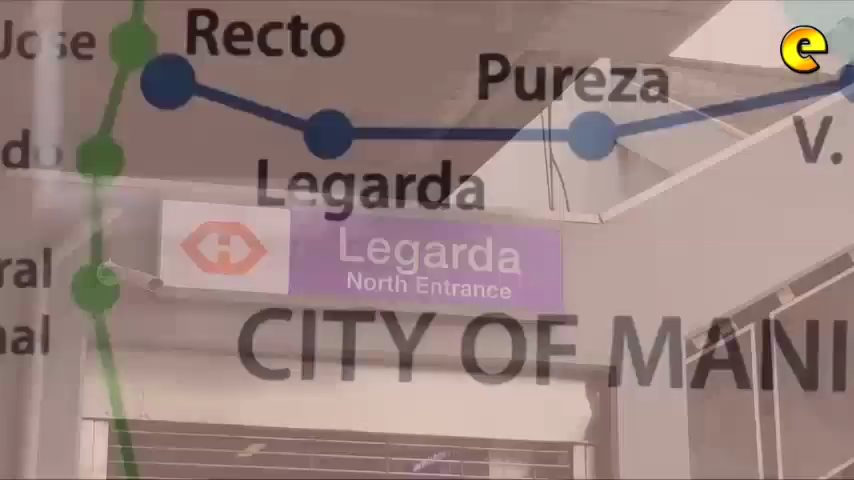 Jose
Recto
Pureza
do
V.
Legarda
ral
nal
Legarda
North Entrance
CITY OF MANI
e